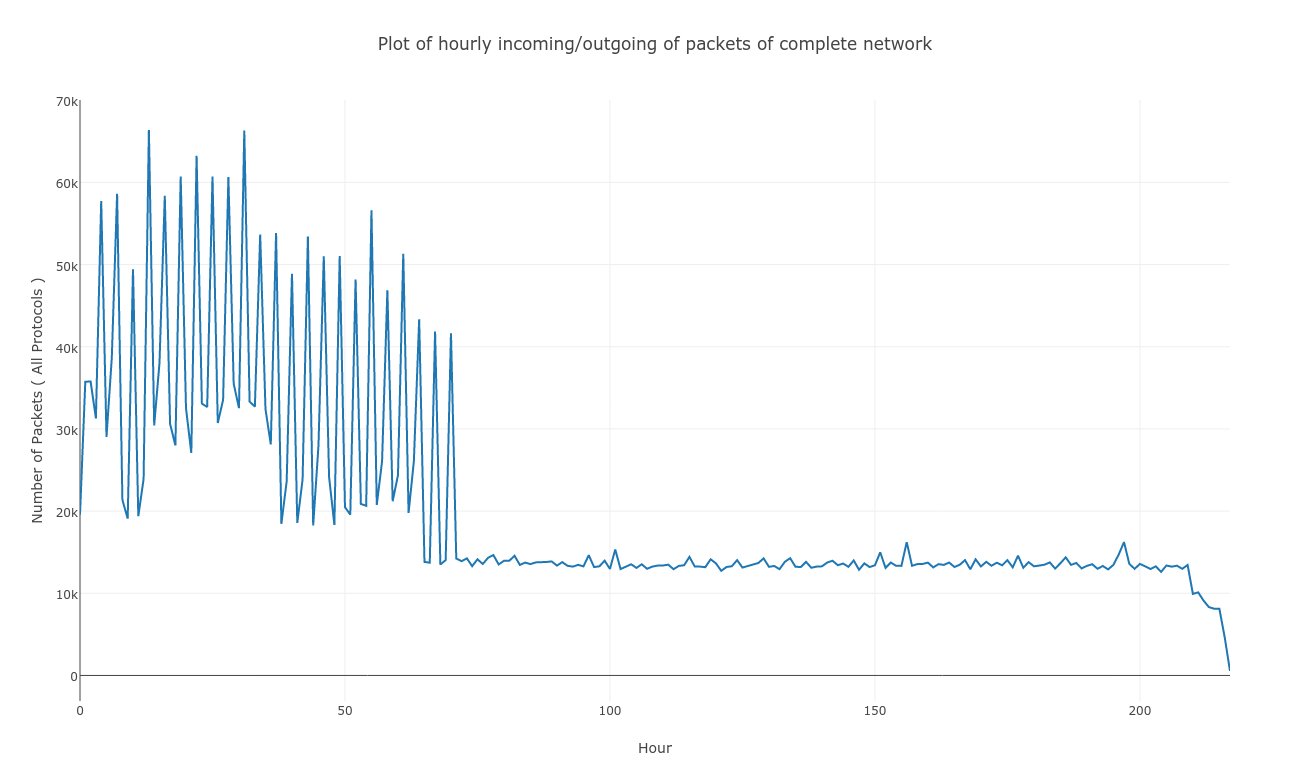 Plot of hourly incoming/outgoing of packets of complete network
Number of Packets ( All Protocols )
70k
60k
50k
40k
30k
20k
10k
0
0 50 100 150 200
Hour